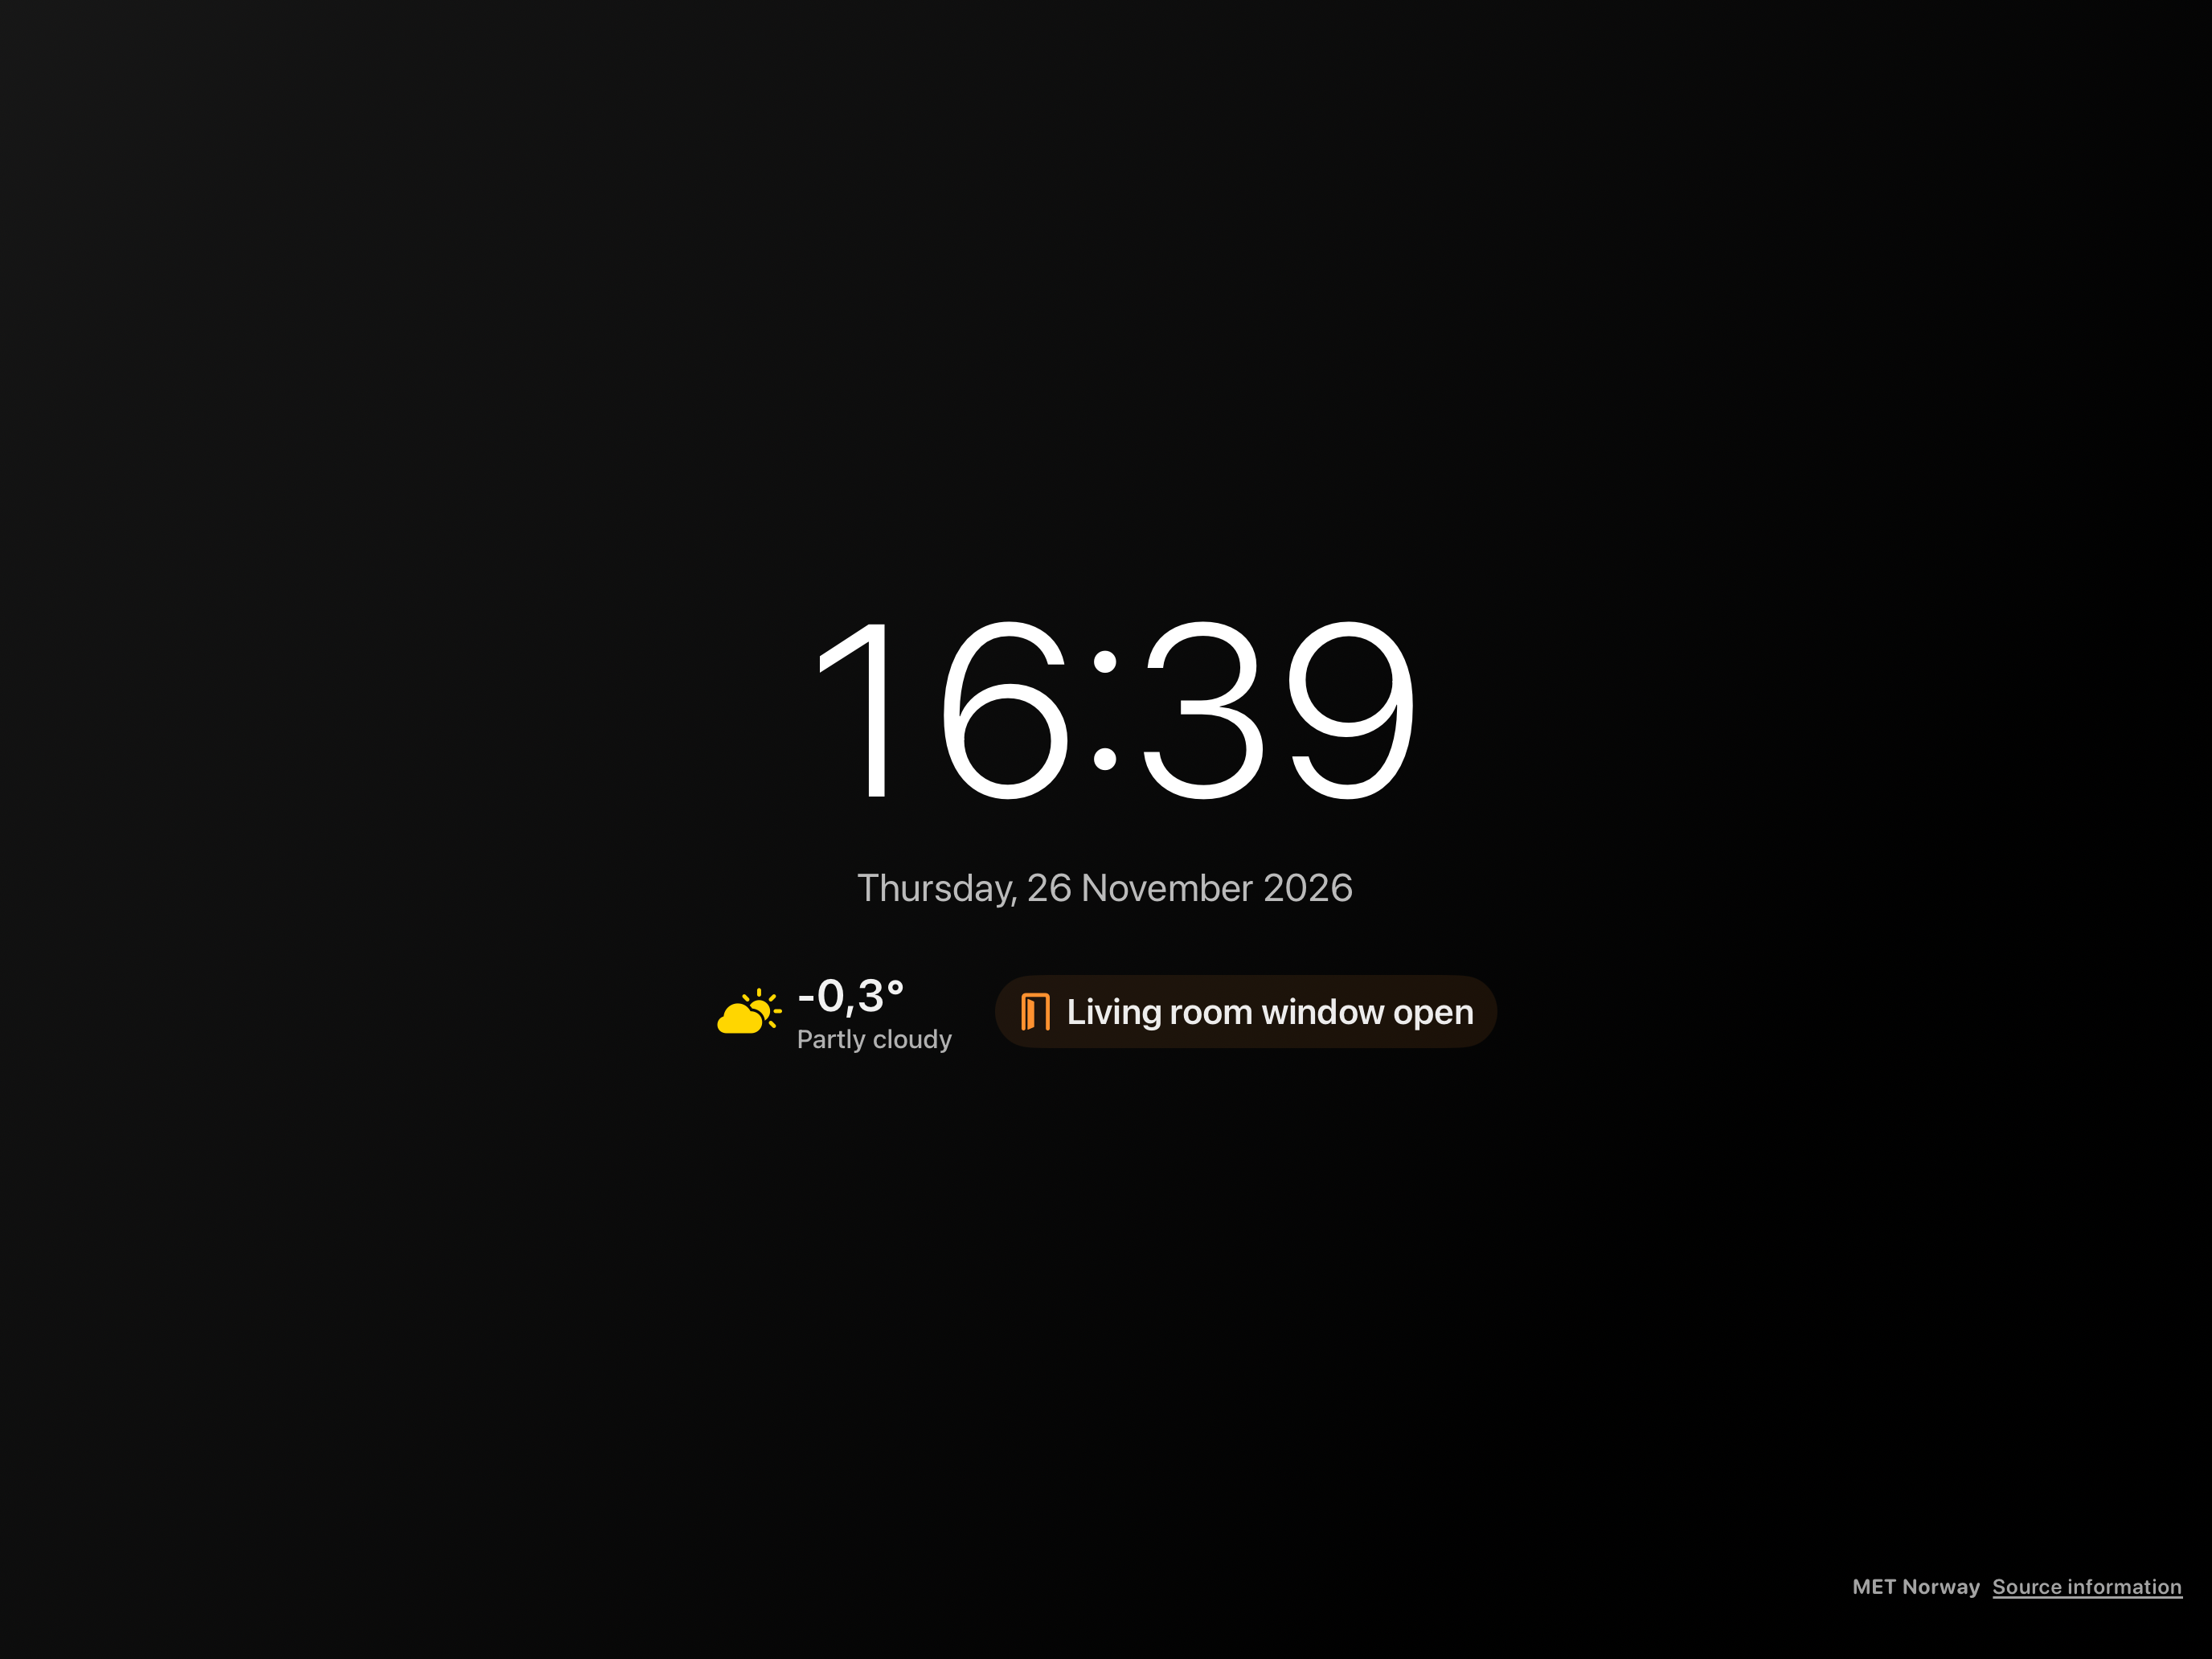 16:39
Thursday, 26 November 2026
-0,3°
Partly cloudy
Living room window open
MET Norway Source information